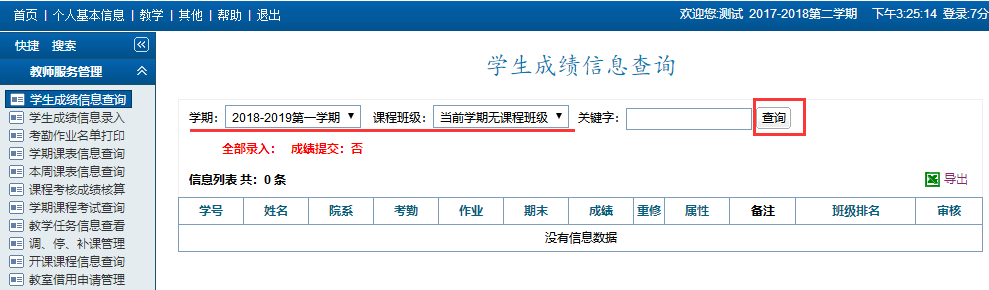 首页 | 个人基本信息 | 教学 | 其他 | 帮助 | 退出 欢迎您:测试 2017-2018第二学期 下午3:25:14 登录:7分
快捷 搜索
教师服务管理
学生成绩信息查询
学生成绩信息录入
考勤作业名单打印
学期课表信息查询
本周课表信息查询
课程考核成绩核算
学期课程考试查询
教学任务信息查看
调、停、补课管理
开课课程信息查询
教室借用申请管理
学生成绩信息查询
学期: 2018-2019第一学期 课程班级: 当前学期无课程班级 关键字: 查询
全部录入: 成绩提交: 否
信息列表 共: 0 条 导出
学号 姓名 院系 考勤 作业 期末 成绩 重修 属性 备注 班级排名 审核
没有信息数据